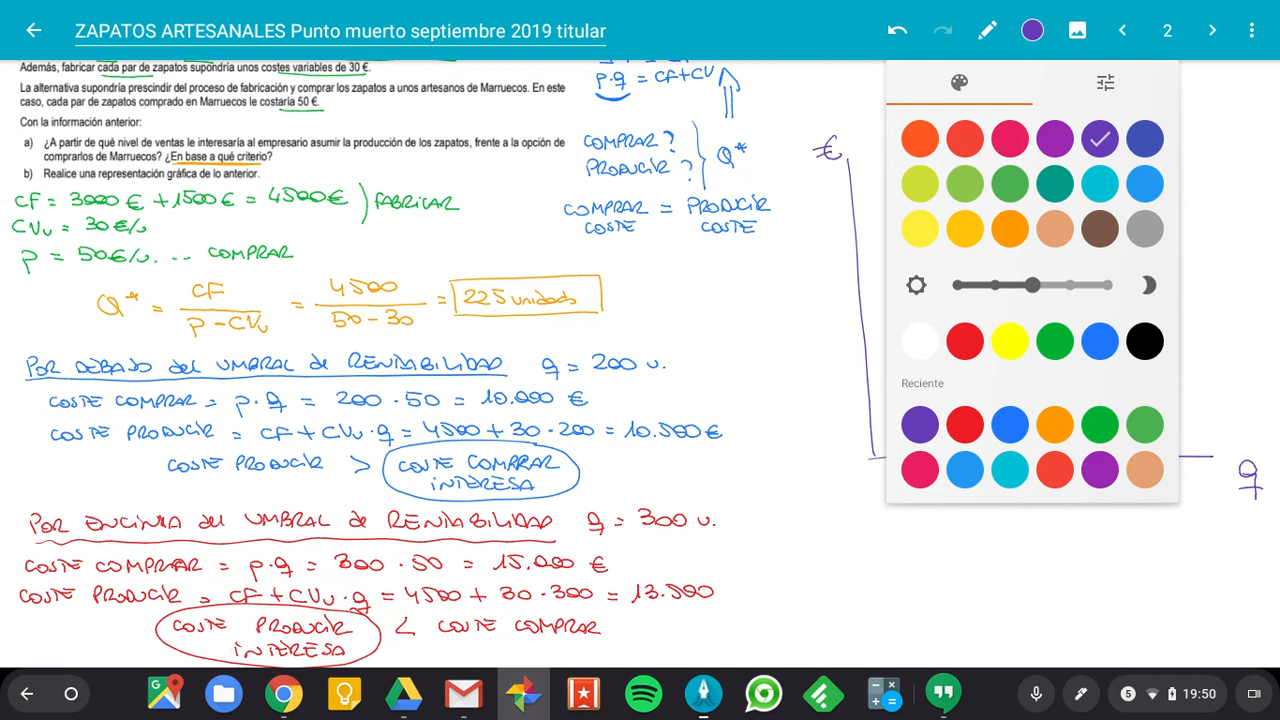 ZAPATOS ARTESANALES Punto muerto septiembre 2019 titular
2
Además, fabricar cada par de zapatos supondría unos costes variables de 30 €.
La alternativa supondría prescindir del proceso de fabricación y comprar los zapatos a unos artesanos de Marruecos. En este
caso, cada par de zapatos comprado en Marruecos le costaría 50 €.
Con la información anterior:
a) ¿A partir de qué nivel de ventas le interesaría al empresario asumir la producción de los zapatos, frente a la opción de
comprarlos de Marruecos? ¿En base a qué criterio?
b) Realice una representación gráfica de lo anterior.
CF = 3000 € + 1500 € = 4500 € ) FABRICAR
CVu = 30 €/u
p = 50 €/u. ... COMPRAR
p·q = CF+CV
COMPRAR?
PRODUCIR?
Q*
COMPRAR = PRODUCIR
COSTE COSTE
Q* = CF / P - CVu = 4500 / 50 - 30 = 225 unidades
POR DEBAJO del UMBRAL de RENTABILIDAD q = 200 u.
COSTE COMPRAR = p·q = 200 · 50 = 10.000 €
COSTE PRODUCIR = CF + CVu · q = 4500 + 30 · 200 = 10.500 €
COSTE PRODUCIR > COSTE COMPRAR
INTERESA
POR ENCIMA del UMBRAL de RENTABILIDAD q = 300 u.
COSTE COMPRAR = p·q = 300 · 50 = 15.000 €
COSTE PRODUCIR = CF + CVu · q = 4500 + 30 · 300 = 13.500
COSTE PRODUCIR < COSTE COMPRAR
INTERESA
€
q
Reciente
5
19:50